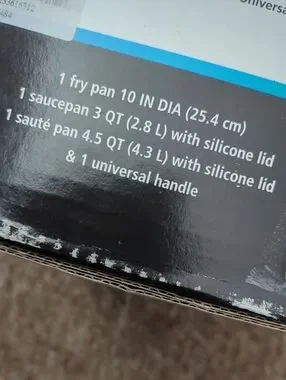 484
1 fry pan 10 IN DIA (25.4 cm)
1 saucepan 3 QT (2.8 L) with silicone lid
1 sauté pan 4.5 QT (4.3 L) with silicone lid
& 1 universal handle